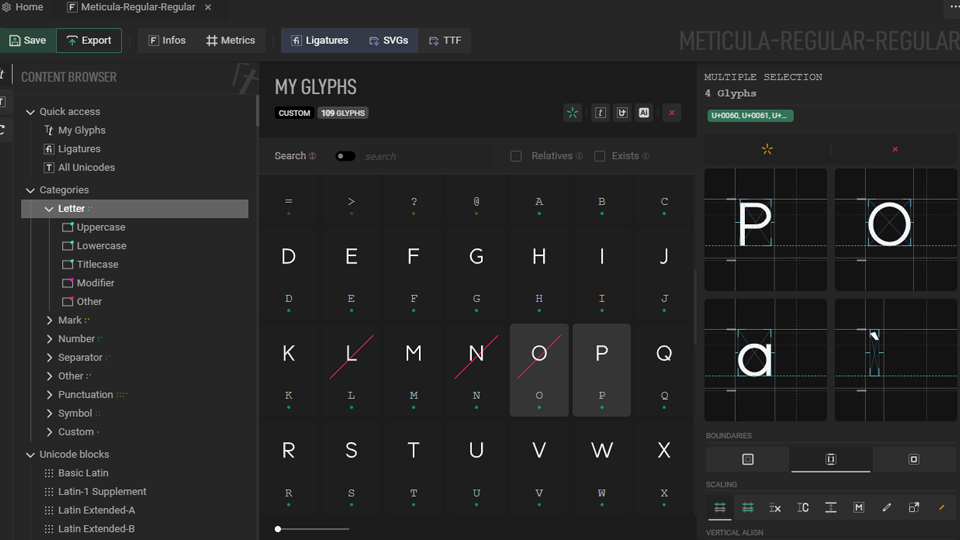 Home
Meticula-Regular-Regular
Save
Export
Infos
Metrics
Ligatures
SVGs
TTF
METICULA-REGULAR-REGULAR
CONTENT BROWSER
Quick access
My Glyphs
Ligatures
All Unicodes
Categories
Letter
Uppercase
Lowercase
Titlecase
Modifier
Other
Mark
Number
Separator
Other
Punctuation
Symbol
Custom
Unicode blocks
Basic Latin
Latin-1 Supplement
Latin Extended-A
Latin Extended-B
MY GLYPHS
CUSTOM 109 GLYPHS
Search search Relatives Exists
= > ? @ A B C
D E F G H I J
D E F G H I J
K L M N O P Q
K L M N O P Q
R S T U V W X
R S T U V W X
MULTIPLE SELECTION
4 Glyphs
U+0060, U+0061, U+...
P O
a `
BOUNDARIES
SCALING
VERTICAL ALIGN